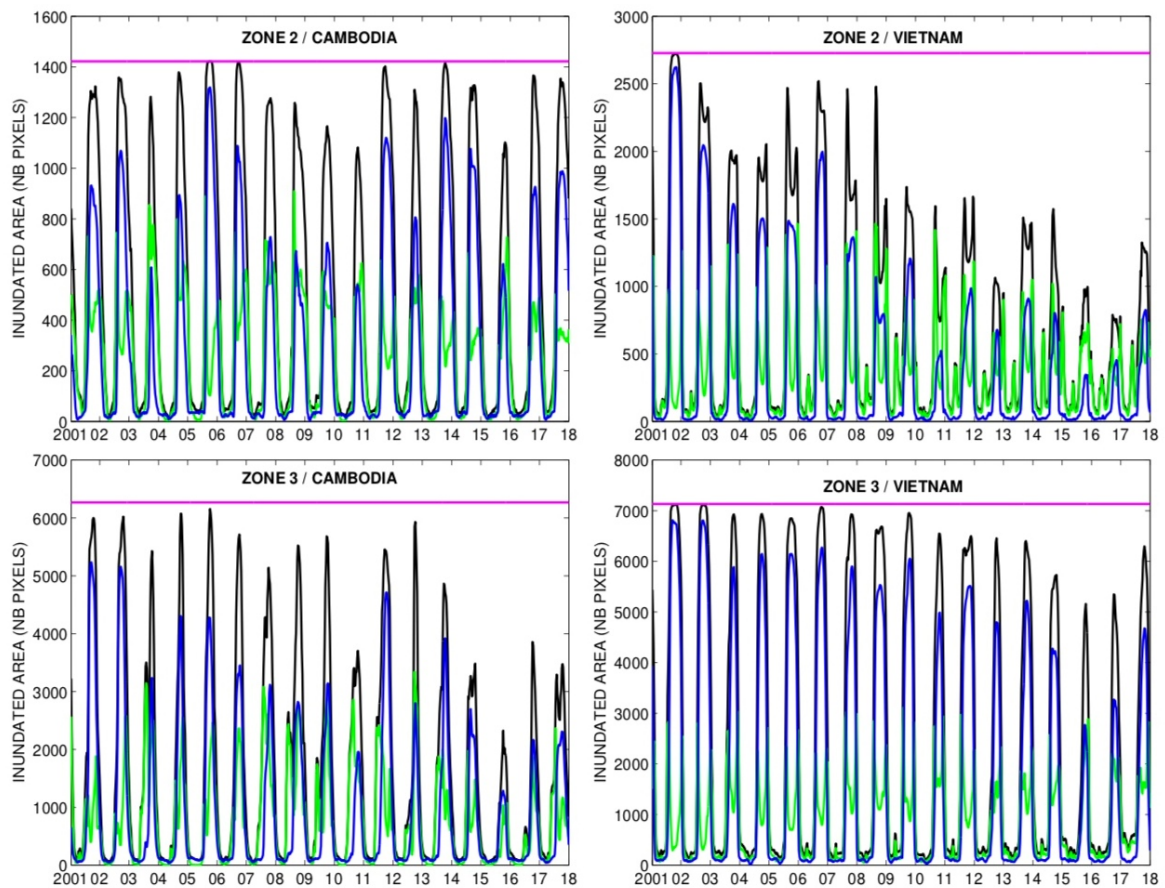 ZONE 2 / CAMBODIA
INUNDATED AREA (NB PIXELS)
1600
1400
1200
1000
800
600
400
200
0
2001 02 03 04 05 06 07 08 09 10 11 12 13 14 15 16 17 18
ZONE 2 / VIETNAM
INUNDATED AREA (NB PIXELS)
3000
2500
2000
1500
1000
500
0
2001 02 03 04 05 06 07 08 09 10 11 12 13 14 15 16 17 18
ZONE 3 / CAMBODIA
INUNDATED AREA (NB PIXELS)
7000
6000
5000
4000
3000
2000
1000
0
2001 02 03 04 05 06 07 08 09 10 11 12 13 14 15 16 17 18
ZONE 3 / VIETNAM
INUNDATED AREA (NB PIXELS)
8000
7000
6000
5000
4000
3000
2000
1000
0
2001 02 03 04 05 06 07 08 09 10 11 12 13 14 15 16 17 18